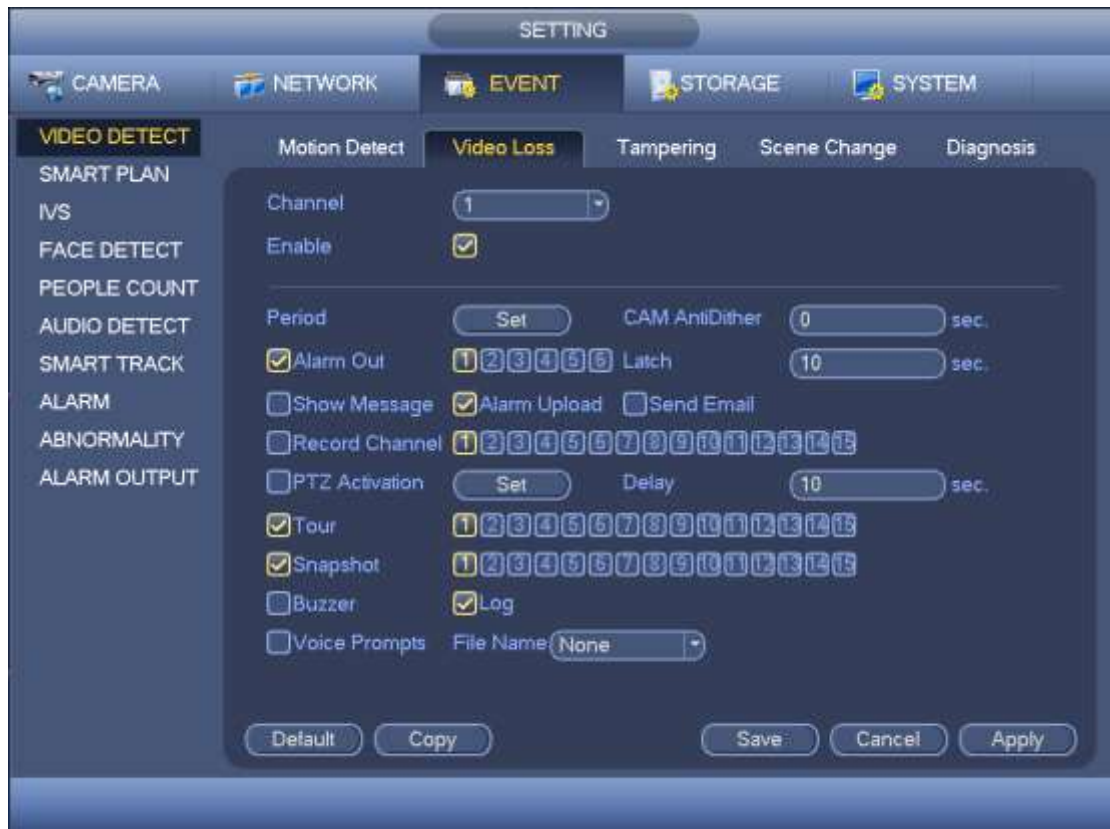 SETTING
CAMERA NETWORK EVENT STORAGE SYSTEM
VIDEO DETECT
SMART PLAN
IVS
FACE DETECT
PEOPLE COUNT
AUDIO DETECT
SMART TRACK
ALARM
ABNORMALITY
ALARM OUTPUT
Motion Detect Video Loss Tampering Scene Change Diagnosis
Channel 1
Enable
Period Set CAM AntiDither 0 sec.
Alarm Out 1 2 3 4 5 6 Latch 10 sec.
Show Message Alarm Upload Send Email
Record Channel 1 2 3 4 5 6 7 8 9 10 11 12 13 14 15
PTZ Activation Set Delay 10 sec.
Tour 1 2 3 4 5 6 7 8 9 10 11 12 13 14 15
Snapshot 1 2 3 4 5 6 7 8 9 10 11 12 13 14 15
Buzzer Log
Voice Prompts File Name None
Default Copy Save Cancel Apply